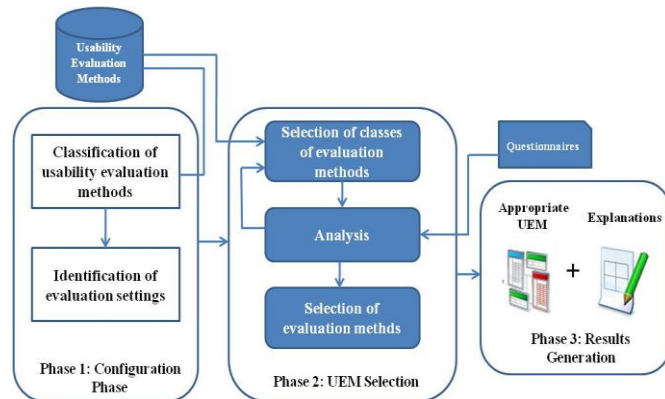 Usability
Evaluation
Methods
Classification of
usability evaluation
methods
Identification of
evaluation settings
Phase 1: Configuration
Phase
Selection of classes
of evaluation
methods
Analysis
Selection of
evaluation methds
Phase 2: UEM Selection
Questionnaires
Appropriate
UEM
Explanations
+
Phase 3: Results
Generation